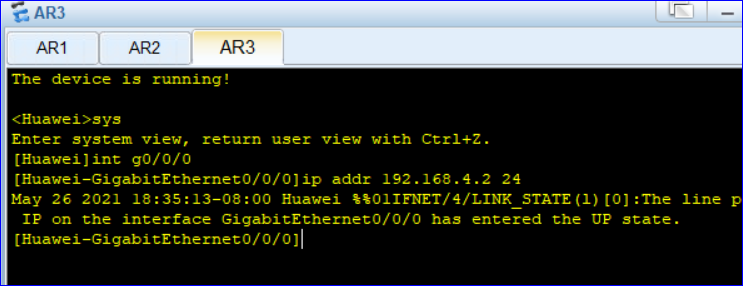 AR3
AR1 AR2 AR3
The device is running!
<Huawei>sys
Enter system view, return user view with Ctrl+Z.
[Huawei]int g0/0/0
[Huawei-GigabitEthernet0/0/0]ip addr 192.168.4.2 24
May 26 2021 18:35:13-08:00 Huawei %%01IFNET/4/LINK_STATE(l)[0]:The line p
IP on the interface GigabitEthernet0/0/0 has entered the UP state.
[Huawei-GigabitEthernet0/0/0]